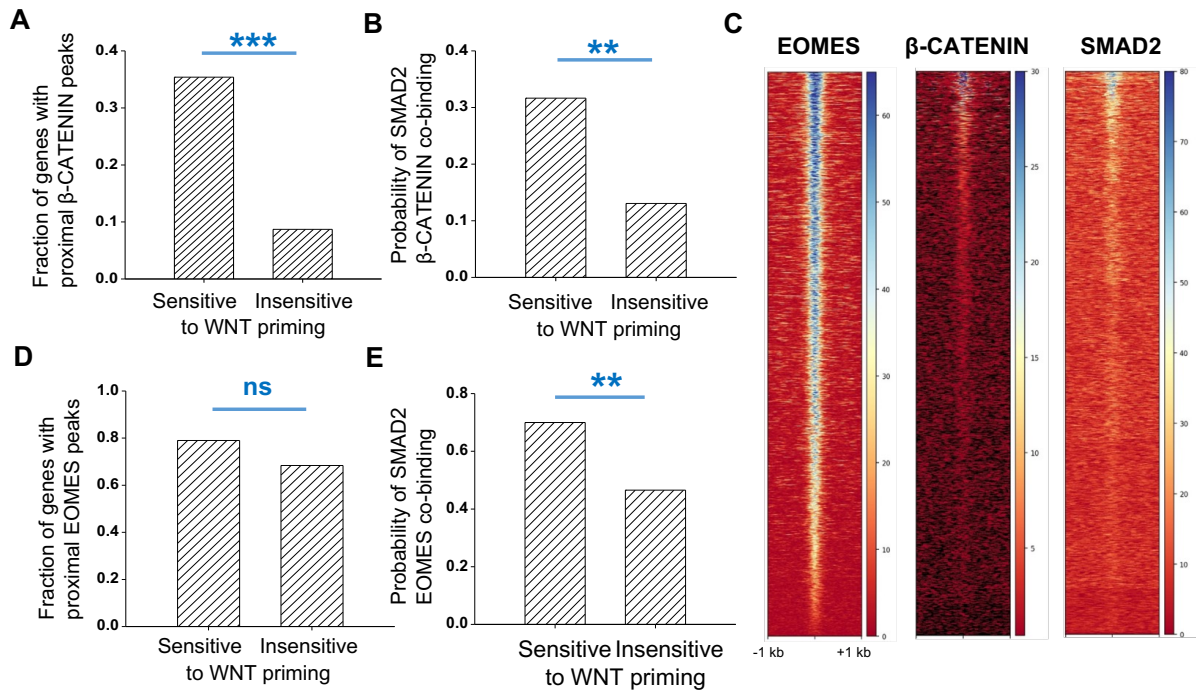 A
Fraction of genes with
proximal β-CATENIN peaks
0.4
0.3
0.2
0.1
0.0
***
Sensitive Insensitive
to WNT priming
B
Probability of SMAD2
β-CATENIN co-binding
0.4
0.3
0.2
0.1
0.0
**
Sensitive Insensitive
to WNT priming
C
EOMES β-CATENIN SMAD2
60
50
40
30
20
10
0
-1 kb +1 kb
30
25
20
15
10
5
80
70
60
50
40
30
20
10
0
D
Fraction of genes with
proximal EOMES peaks
1.0
0.8
0.6
0.4
0.2
0.0
ns
Sensitive Insensitive
to WNT priming
E
Probability of SMAD2
EOMES co-binding
0.8
0.6
0.4
0.2
0.0
**
Sensitive Insensitive
to WNT priming